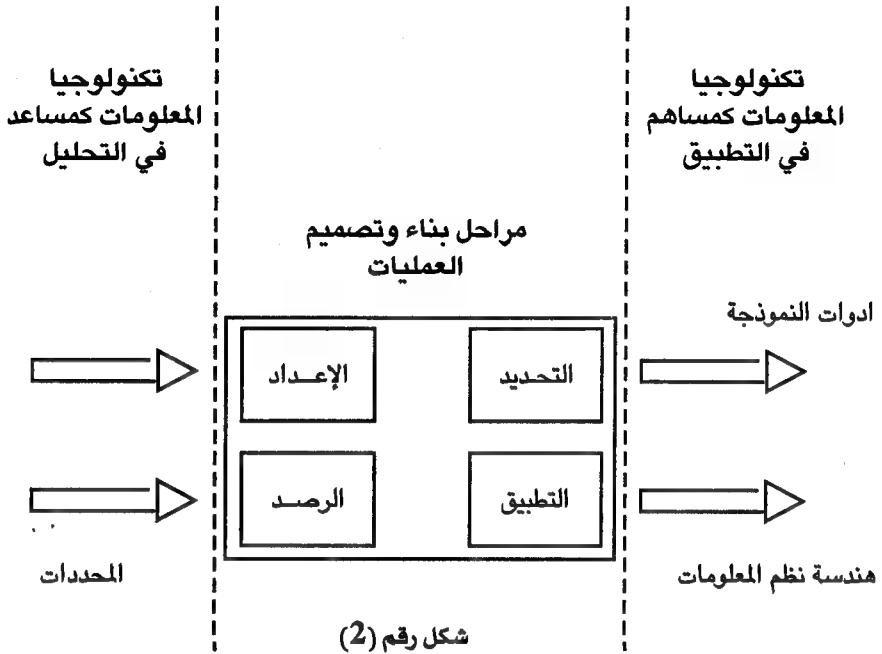 تكنولوجيا
المعلومات كمساهم
في التطبيق
تكنولوجيا
المعلومات كمساعد
في التحليل
مراحل بناء وتصميم
العمليات
ادوات النموذجة
التحديد
الإعداد
التطبيق
الرصد
هندسة نظم المعلومات
المحددات
شكل رقم (2)